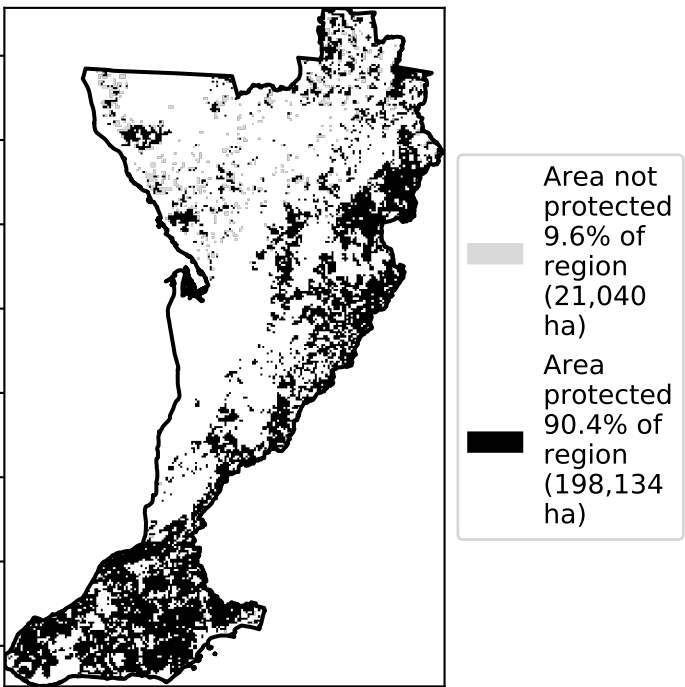 Area not
protected
9.6% of
region
(21,040
ha)
Area
protected
90.4% of
region
(198,134
ha)